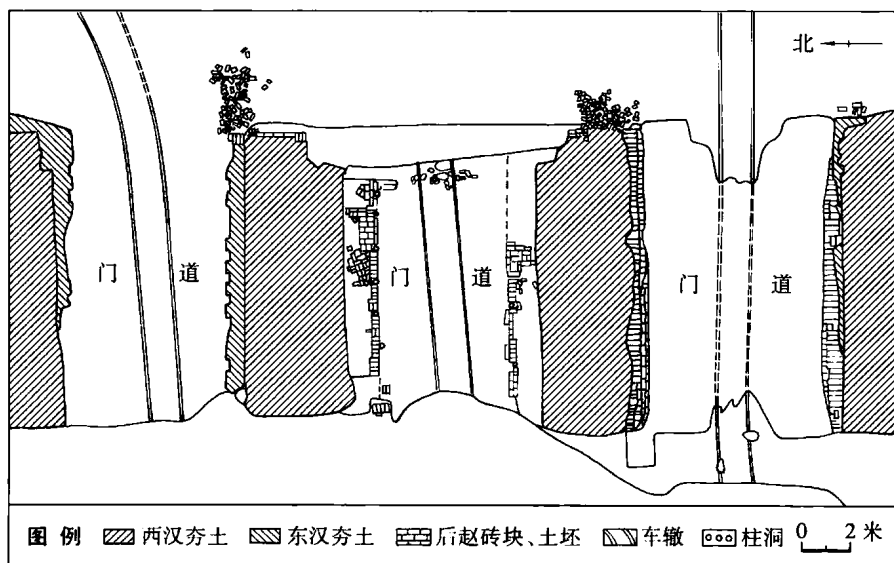 北
门 道 门 道 门 道
图例 西汉夯土 东汉夯土 后赵砖块、土坯 车辙 柱洞 0 2米